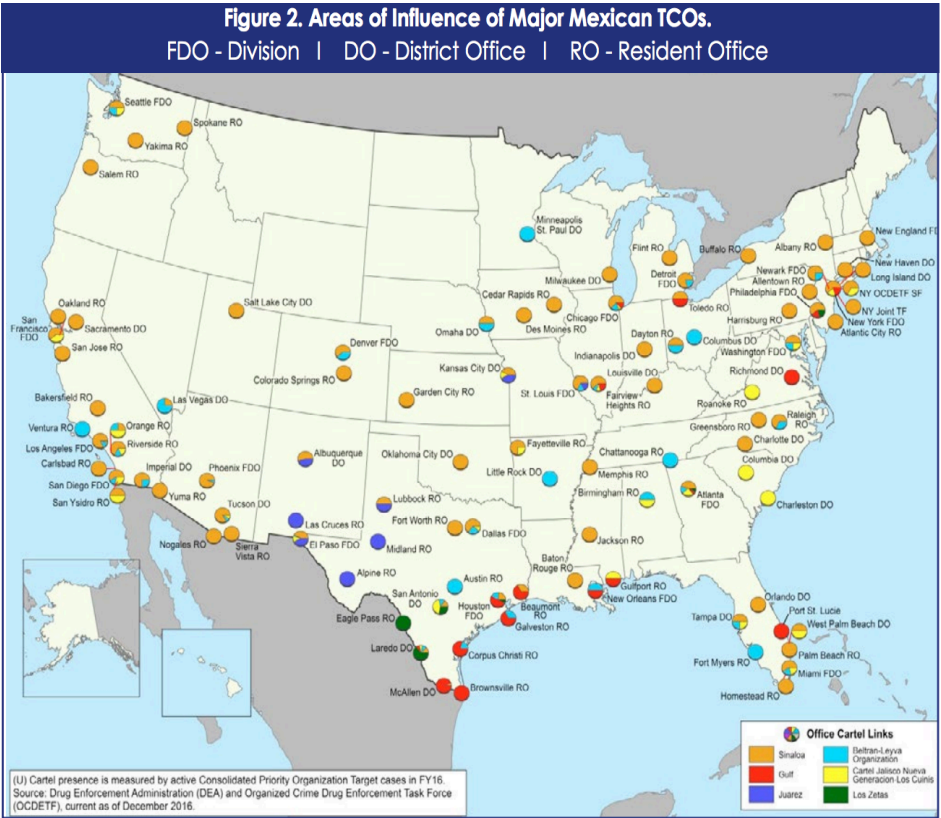 Figure 2. Areas of Influence of Major Mexican TCOs.
FDO - Division I DO - District Office I RO - Resident Office
Seattle FDO
Spokane RO
Yakima RO
Salem RO
Minneapolis
St. Paul DO
Flint RO
Buffalo RO
Albany RO
New England F
New Haven DO
Newark FDO
Long Island DO
Allentown RO
Philadelphia FDO
NY OCDETF SF
NY Joint TF
New York FDO
Atlantic City RO
Harrisburg RO
Milwaukee DO
Detroit
FDO
Cedar Rapids RO
Chicago FDO
Toledo RO
Des Moines RO
Omaha DO
Dayton RO
Columbus DO
Washington FDO
Indianapolis DO
Oakland RO
San
Francisco
FDO
Sacramento DO
San Jose RO
Salt Lake City DO
Denver FDO
Colorado Springs RO
Kansas City DO
St. Louis FDO
Fairview
Heights RO
Louisville DO
Richmond DO
Roanoke RO
Garden City RO
Bakersfield RO
Las Vegas DO
Ventura RO
Orange RO
Los Angeles FDO
Riverside RO
Carlsbad RO
Imperial DO
San Diego FDO
San Ysidro RO
Yuma RO
Phoenix FDO
Tucson DO
Nogales RO
Sierra
Vista RO
Albuquerque
DO
Las Cruces RO
El Paso FDO
Oklahoma City DO
Fayetteville RO
Little Rock DO
Memphis RO
Chattanooga RO
Greensboro RO
Raleigh
RO
Charlotte DO
Columbia DO
Charleston DO
Birmingham RO
Atlanta
FDO
Lubbock RO
Fort Worth RO
Dallas FDO
Midland RO
Jackson RO
Alpine RO
Austin RO
San Antonio
DO
Houston
FDO
Beaumont
RO
Baton
Rouge RO
Gulfport RO
New Orleans FDO
Galveston RO
Eagle Pass RO
Laredo DO
Corpus Christi RO
McAllen DO
Brownsville RO
Orlando DO
Port St. Lucie
Tampa DO
West Palm Beach DO
Palm Beach RO
Fort Myers RO
Miami FDO
Homestead RO
Office Cartel Links
Sinaloa
Beltran-Leyva
Organization
Gulf
Cartel Jalisco Nueva
Generacion-Los Cuinis
Juarez
Los Zetas
(U) Cartel presence is measured by active Consolidated Priority Organization Target cases in FY16.
Source: Drug Enforcement Administration (DEA) and Organized Crime Drug Enforcement Task Force
(OCDETF), current as of December 2016.